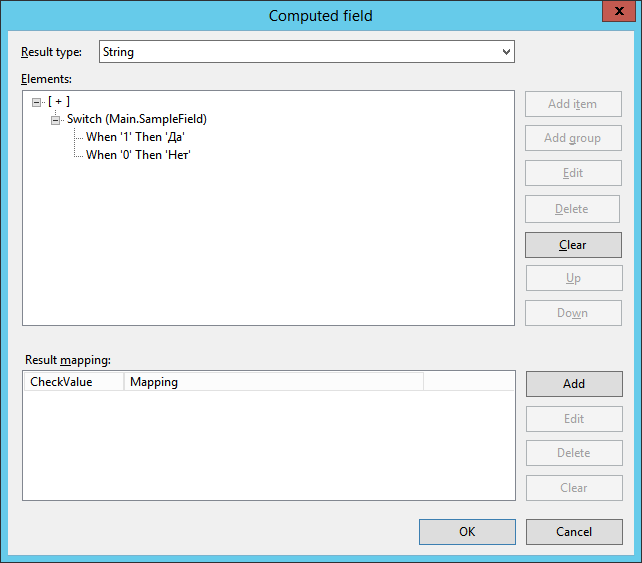 Computed field
x
Result type: String
Elements:
[ + ]
Switch (Main.SampleField)
When '1' Then 'Да'
When '0' Then 'Нет'
Add item
Add group
Edit
Delete
Clear
Up
Down
Result mapping:
CheckValue Mapping
Add
Edit
Delete
Clear
OK Cancel